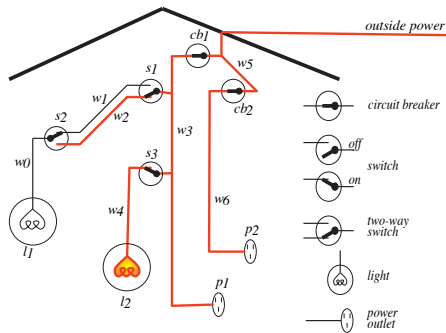 outside power
cb1
w5
s1
cb2
circuit breaker
w1
s2
w2
off
switch
w3
w0
s3
on
w4
w6
two-way
switch
p2
l1
light
l2
p1
power
outlet